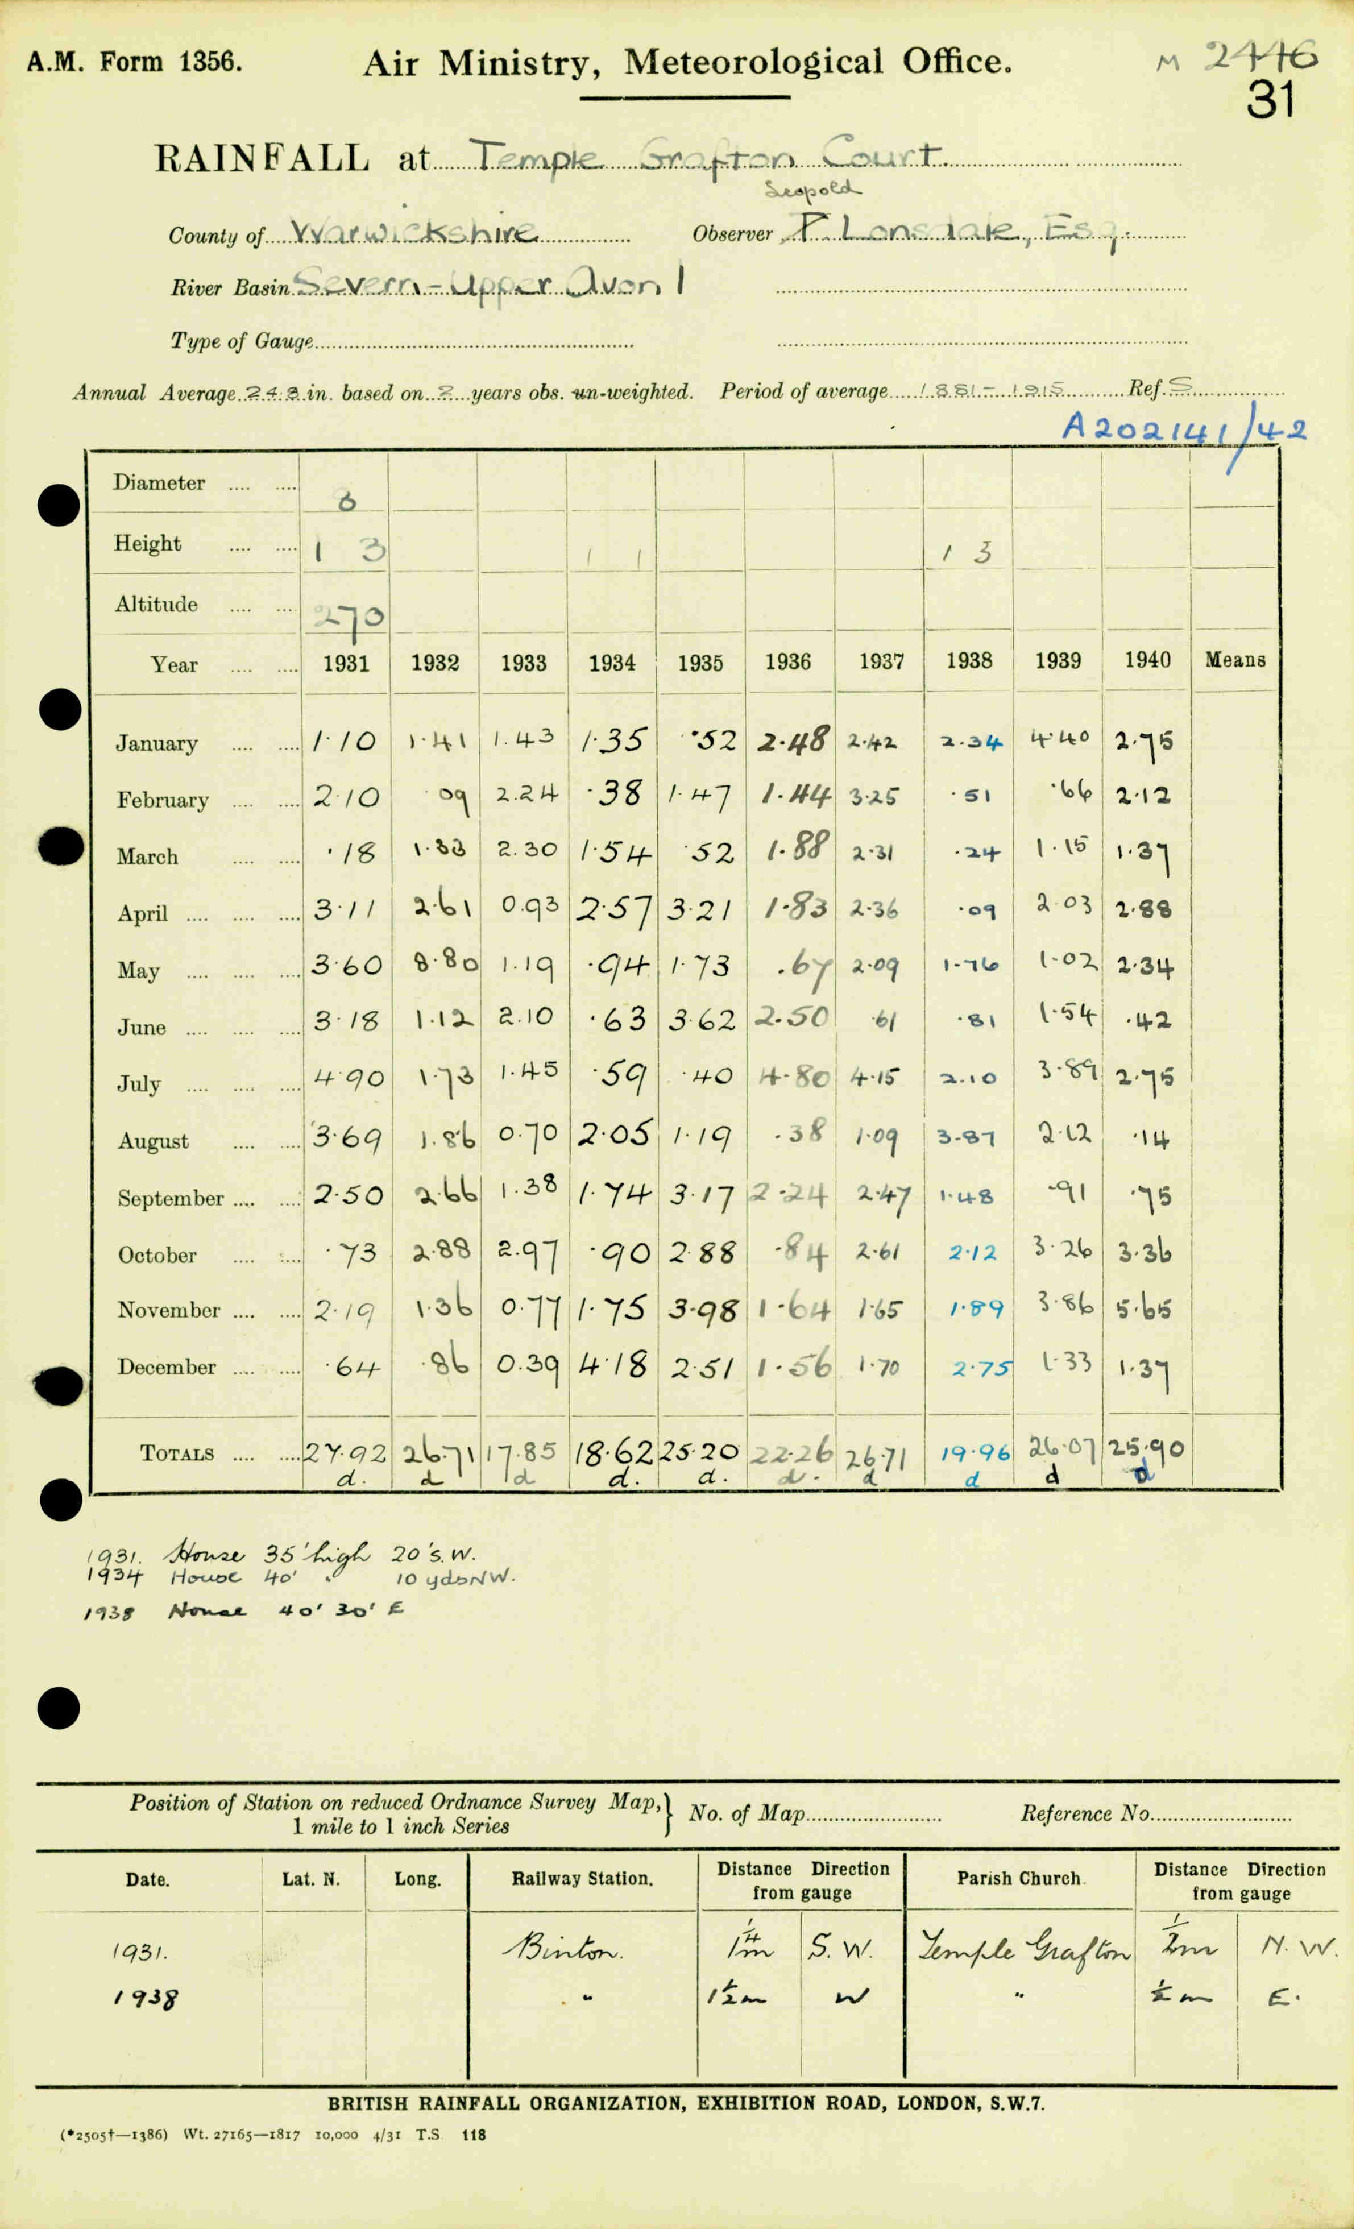 A.M. Form 1356. Air Ministry, Meteorological Office. M 2446
31
RAINFALL at Temple Grafton Court.
Leopold
County of Warwickshire Observer P Lonsdale, Esq.
River Basin Severn - Upper Avon 1
Type of Gauge
Annual Average 24.8 in. based on 2 years obs. un-weighted. Period of average 1881-1915 Ref. S
A202141/42
Diameter 8
Height 1 3 1 1 1 3
Altitude 270
Year 1931 1932 1933 1934 1935 1936 1937 1938 1939 1940 Means
January 1.10 1.41 1.43 1.35 .52 2.48 2.42 2.34 4.40 2.75
February 2.10 09 2.24 .38 1.47 1.44 3.25 .51 .66 2.12
March .18 1.33 2.30 1.54 .52 1.88 2.31 .24 1.15 1.37
April 3.11 2.61 0.93 2.57 3.21 1.83 2.36 .09 2.03 2.88
May 3.60 8.80 1.19 .94 1.73 .67 2.09 1.76 1.02 2.34
June 3.18 1.12 2.10 .63 3.62 2.50 .61 .81 1.54 .42
July 4.90 1.73 1.45 .59 .40 4.80 4.15 2.10 3.89 2.75
August 3.69 1.86 0.70 2.05 1.19 .38 1.09 3.87 2.12 .14
September 2.50 2.66 1.38 1.74 3.17 2.24 2.47 1.48 .91 .75
October .73 2.88 2.97 .90 2.88 .84 2.61 2.12 3.26 3.36
November 2.19 1.36 0.77 1.75 3.98 1.64 1.65 1.89 3.86 5.65
December .64 .86 0.39 4.18 2.51 1.56 1.70 2.75 1.33 1.37
TOTALS 27.92 26.71 17.85 18.62 25.20 22.26 26.71 19.96 26.07 25.90
d. d d d. d. d. d d d d
1931. House 35' high 20' S.W.
1934 House 40' " 10 yds NW.
1938 House 40' 30' E
Position of Station on reduced Ordnance Survey Map, } No. of Map Reference No.
1 mile to 1 inch Series
Date. Lat. N. Long. Railway Station. Distance Direction from gauge Parish Church. Distance Direction from gauge
1931. Binton. 1¼m S.W. Temple Grafton ½m N.W.
1938 " 1½m W " ½m E.
BRITISH RAINFALL ORGANIZATION, EXHIBITION ROAD, LONDON, S.W.7.
(*2505†—1386) Wt. 27165—1817 10,000 4/31 T.S. 118